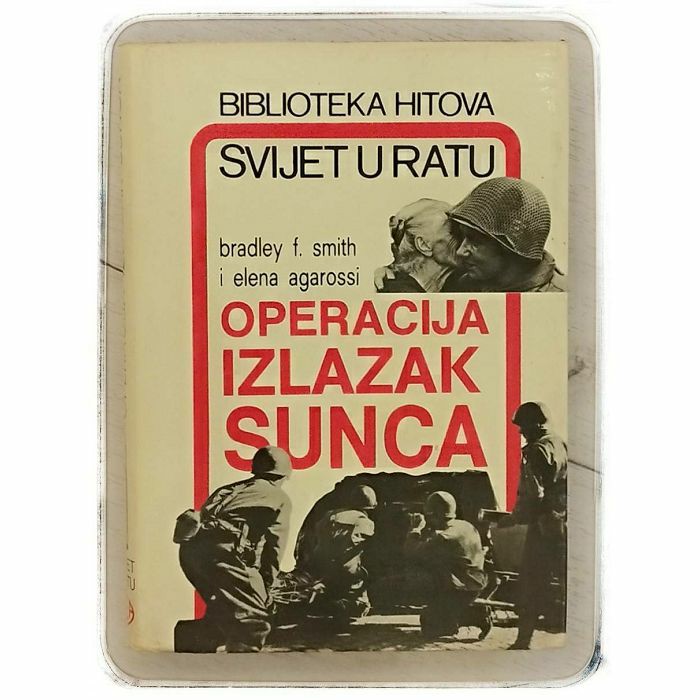 BIBLIOTEKA HITOVA
SVIJET U RATU
bradley f. smith
i elena agarossi
OPERACIJA
IZLAZAK
SUNCA